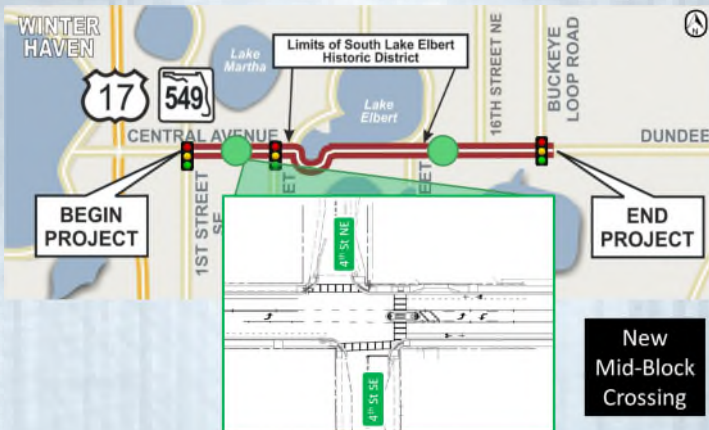 WINTER
HAVEN
17
549
Lake
Martha
Limits of South Lake Elbert
Historic District
Lake
Elbert
16TH STREET NE
BUCKEYE
LOOP ROAD
N
CENTRAL AVENUE
DUNDEE
BEGIN
PROJECT
1ST STREET
SE
EET
EET
END
PROJECT
4th St NE
4th St SE
New
Mid-Block
Crossing